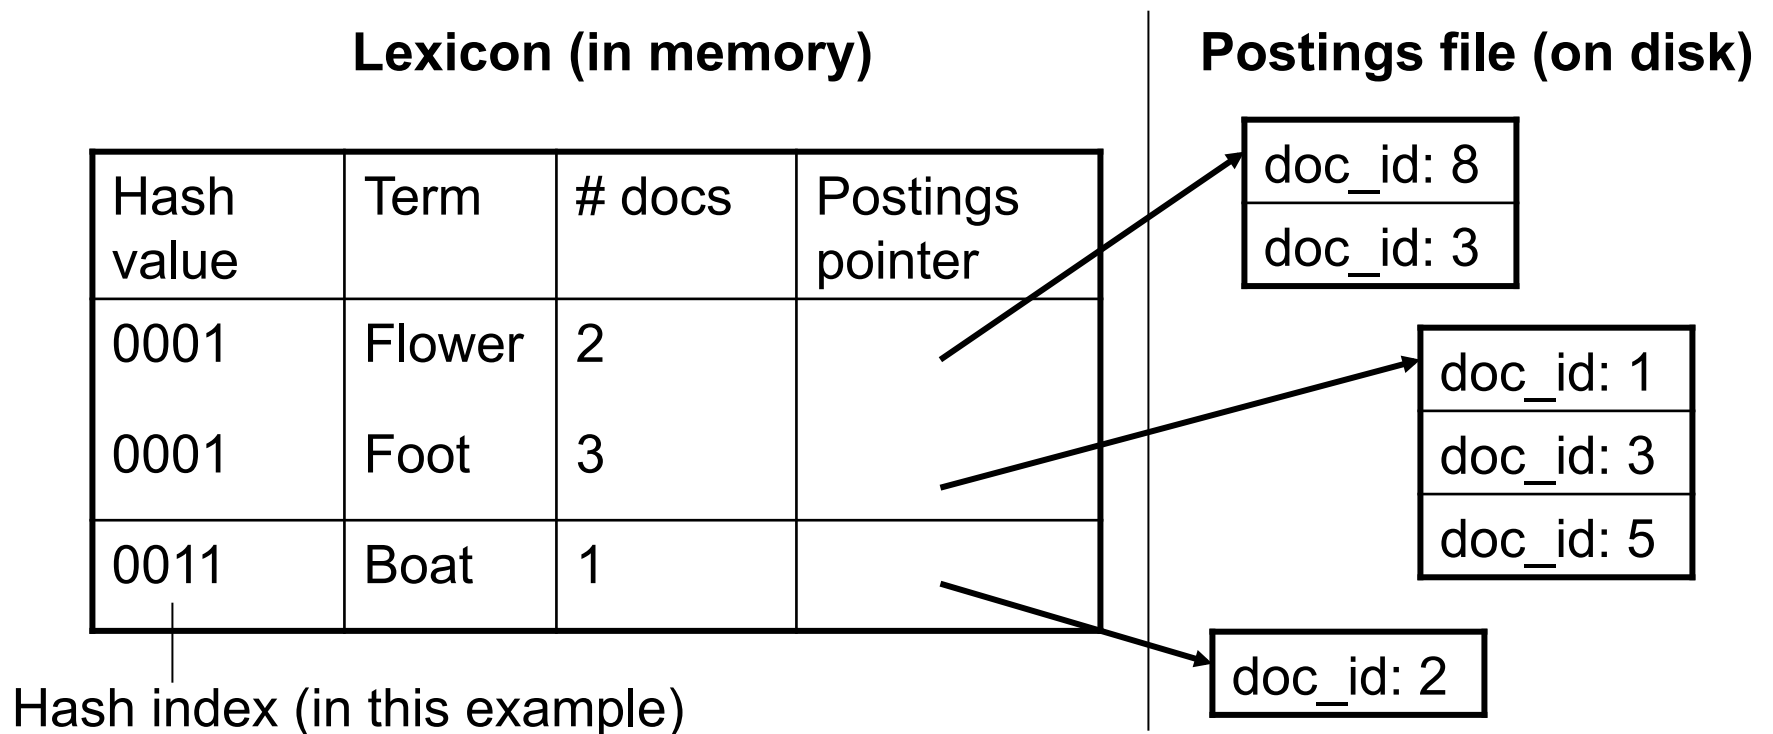 Lexicon (in memory)
Postings file (on disk)
Hash value
Term
# docs
Postings pointer
0001 Flower 2
0001 Foot 3
0011 Boat 1
doc_id: 8
doc_id: 3
doc_id: 1
doc_id: 3
doc_id: 5
doc_id: 2
Hash index (in this example)